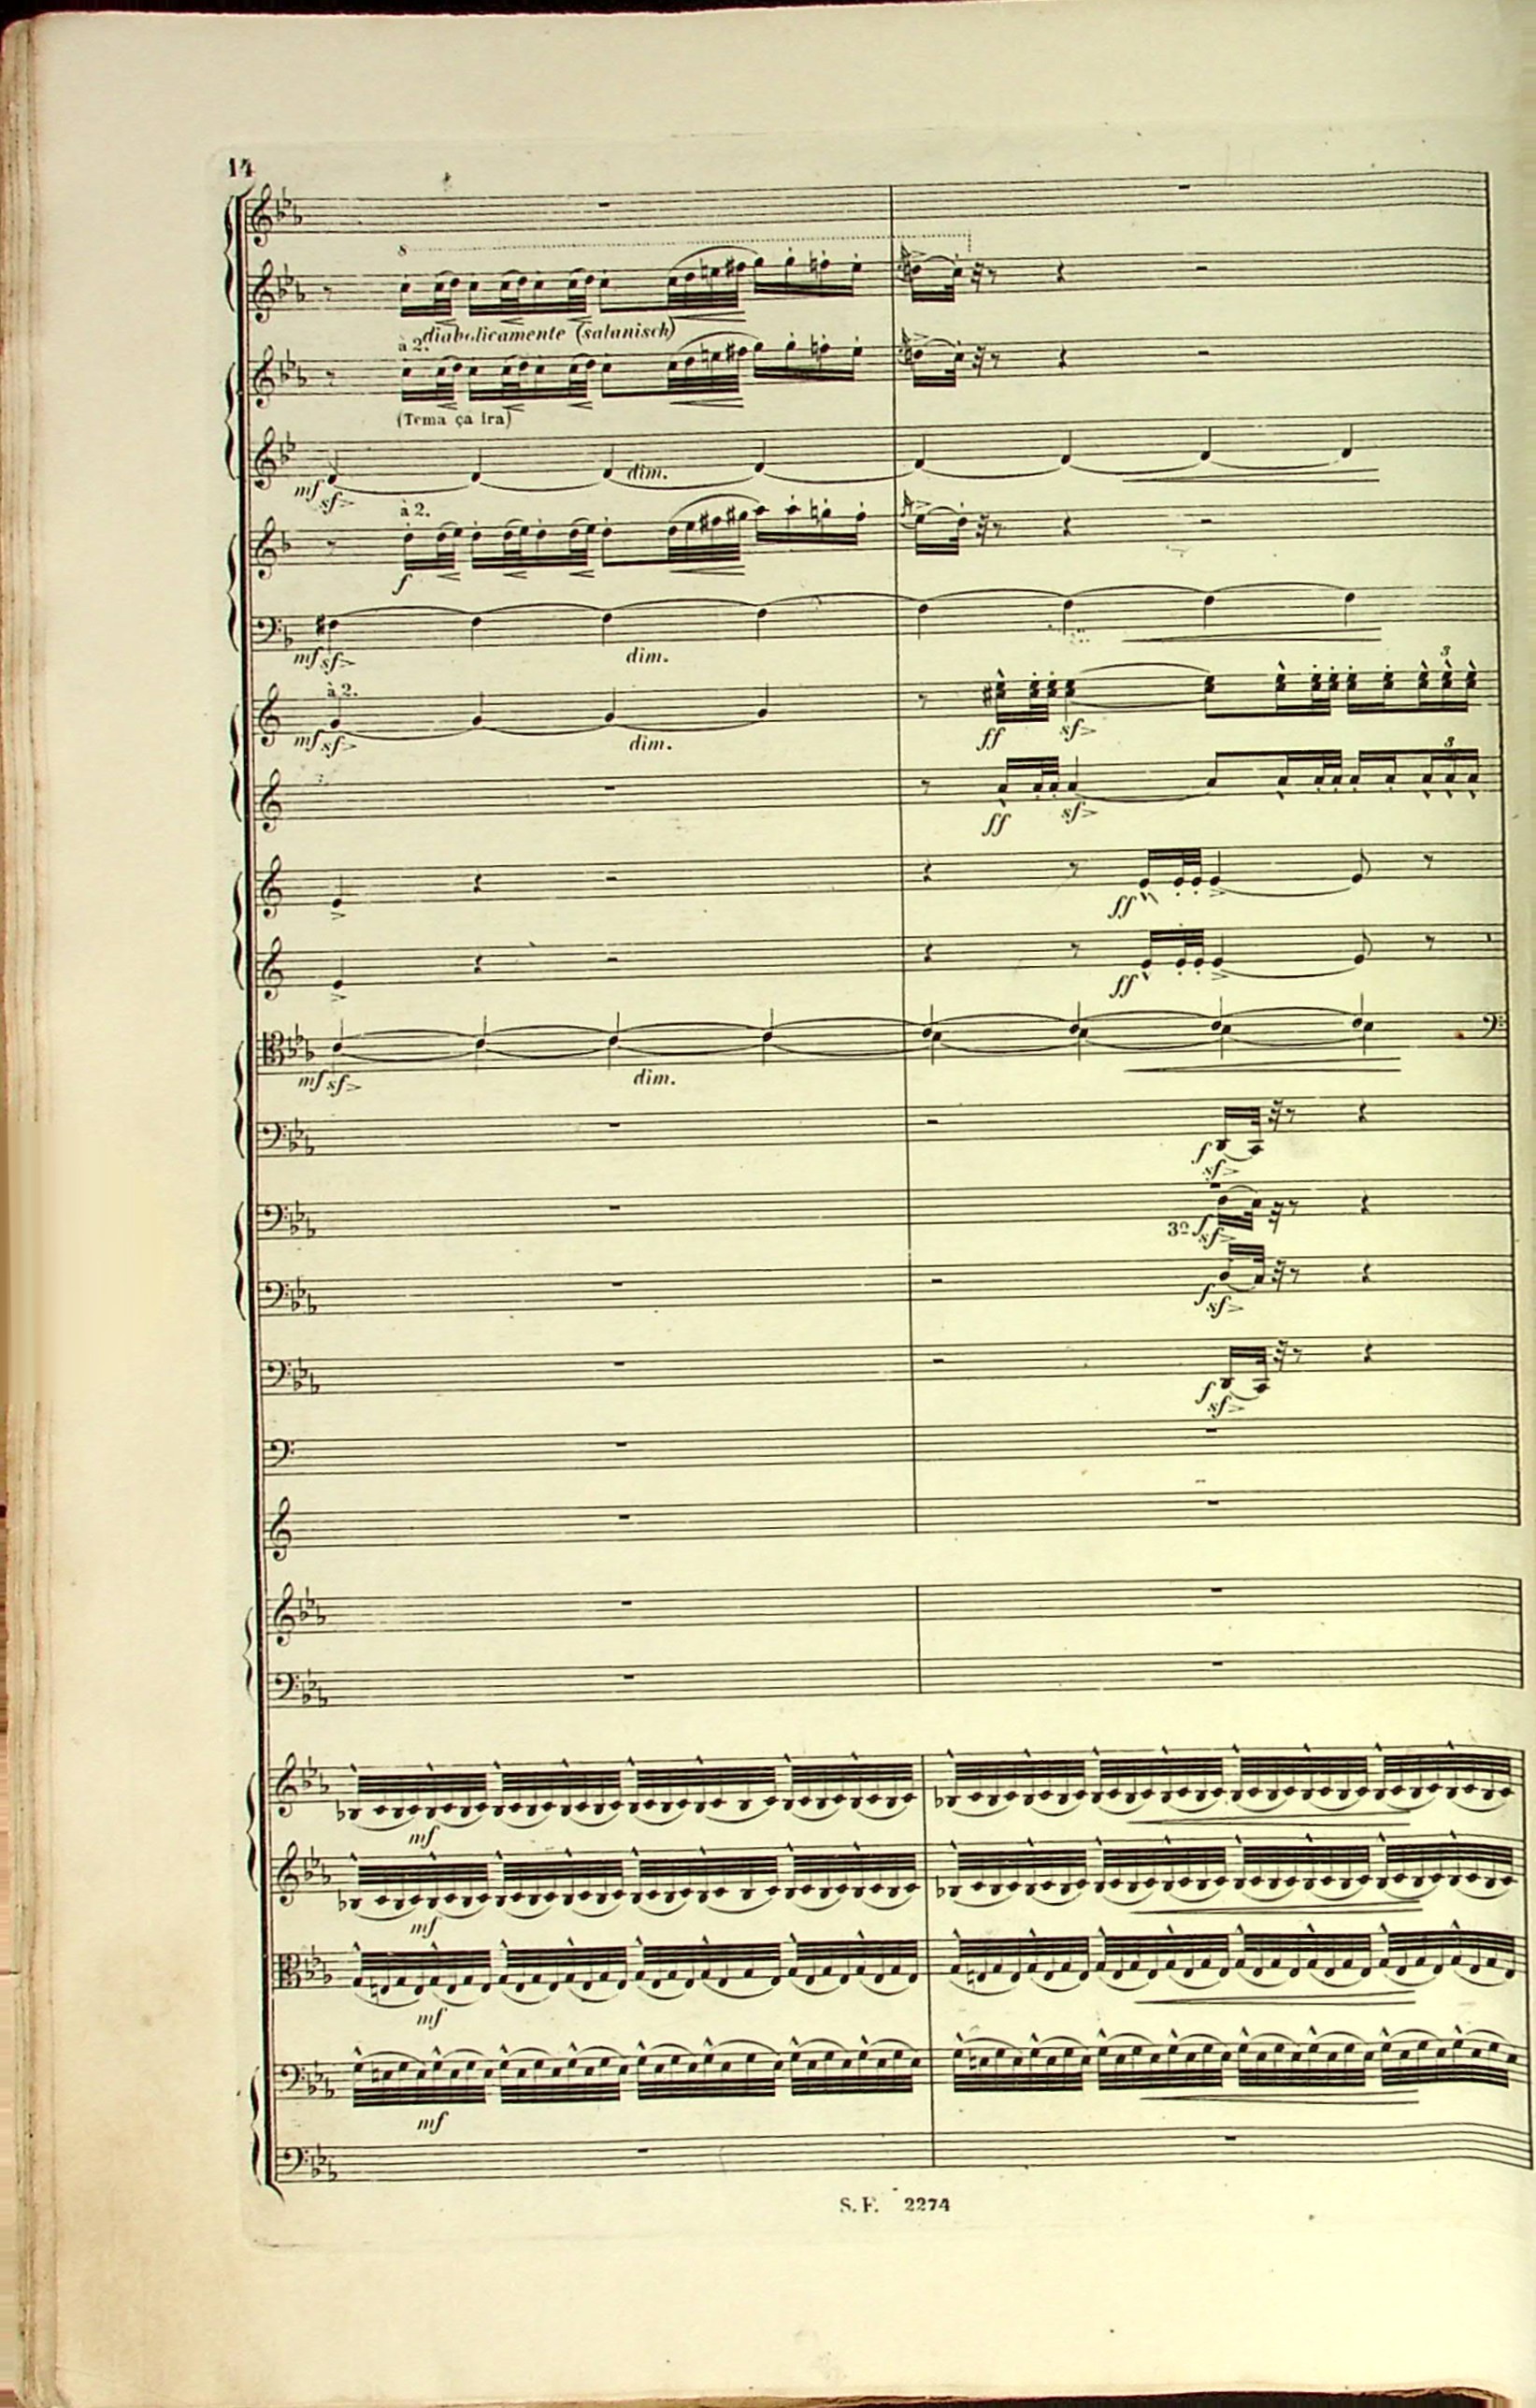 14
8
diabolicamente (satanisch)
à 2.
(Tema ça ira)
mf sf dim.
à 2.
f
mf sf dim.
à 2.
3
mf sf dim. ff sf
3
ff sf
ff
ff
mf sf dim.
f
sf
3º f
sf
f
sf
f
sf
mf
mf
mf
mf
S. F. 2274